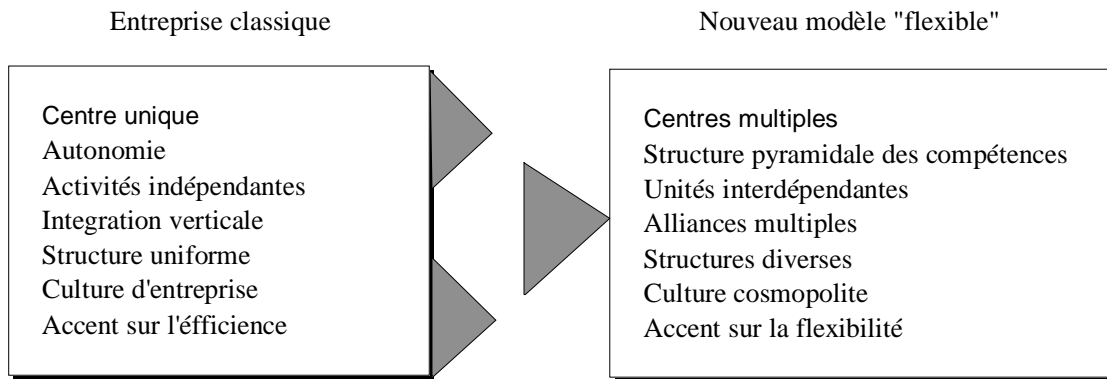 Entreprise classique
Nouveau modèle "flexible"
Centre unique
Autonomie
Activités indépendantes
Integration verticale
Structure uniforme
Culture d'entreprise
Accent sur l'éfficience
Centres multiples
Structure pyramidale des compétences
Unités interdépendantes
Alliances multiples
Structures diverses
Culture cosmopolite
Accent sur la flexibilité